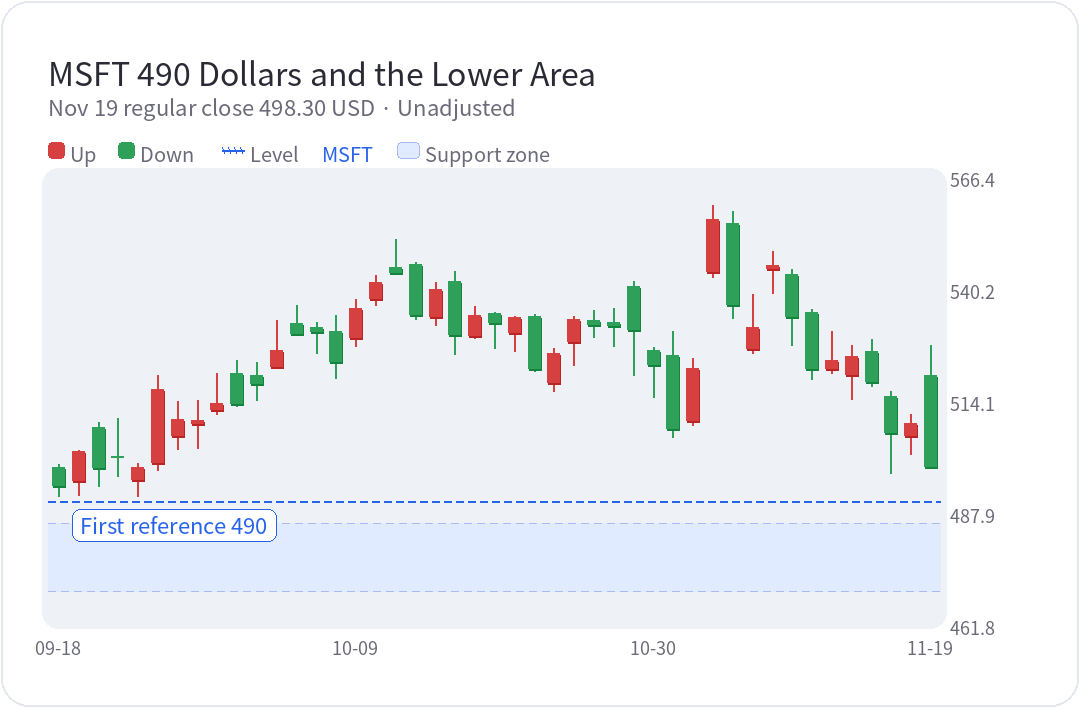 MSFT 490 Dollars and the Lower Area
Nov 19 regular close 498.30 USD · Unadjusted
Up Down Level MSFT Support zone
566.4
540.2
514.1
487.9
461.8
First reference 490
09-18 10-09 10-30 11-19